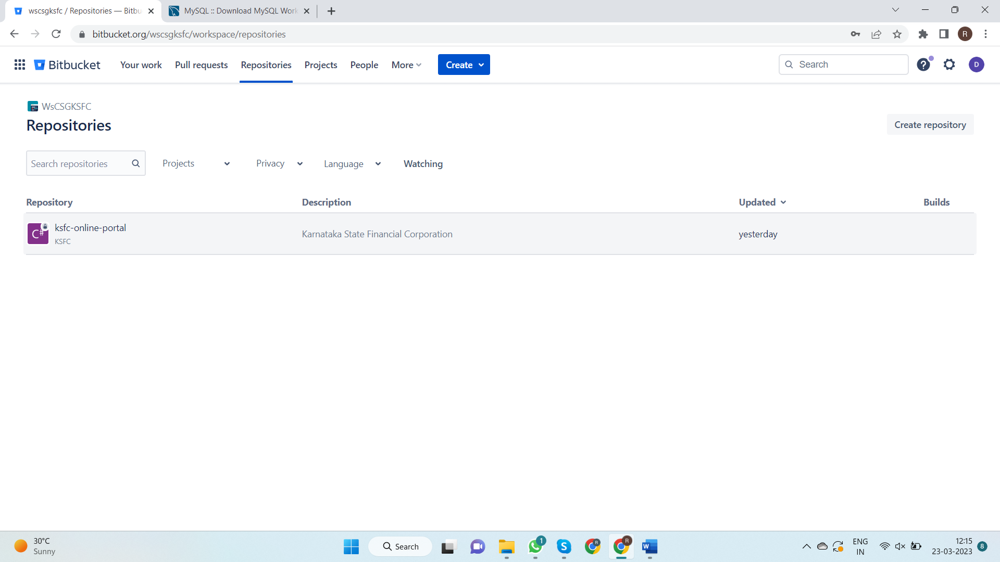 wscsgksfc / Repositories — Bitbu
MySQL :: Download MySQL Work
bitbucket.org/wscsgksfc/workspace/repositories
R
Bitbucket
Your work
Pull requests
Repositories
Projects
People
More
Create
Search
D
WsCSGKSFC
Repositories
Create repository
Search repositories
Projects
Privacy
Language
Watching
Repository
Description
Updated
Builds
C#
ksfc-online-portal
KSFC
Karnataka State Financial Corporation
yesterday
30°C
Sunny
Search
1
S
R
R
W
ENG
IN
12:15
23-03-2023
8